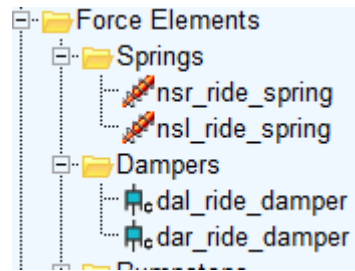 Force Elements
Springs
nsr_ride_spring
nsl_ride_spring
Dampers
dal_ride_damper
dar_ride_damper